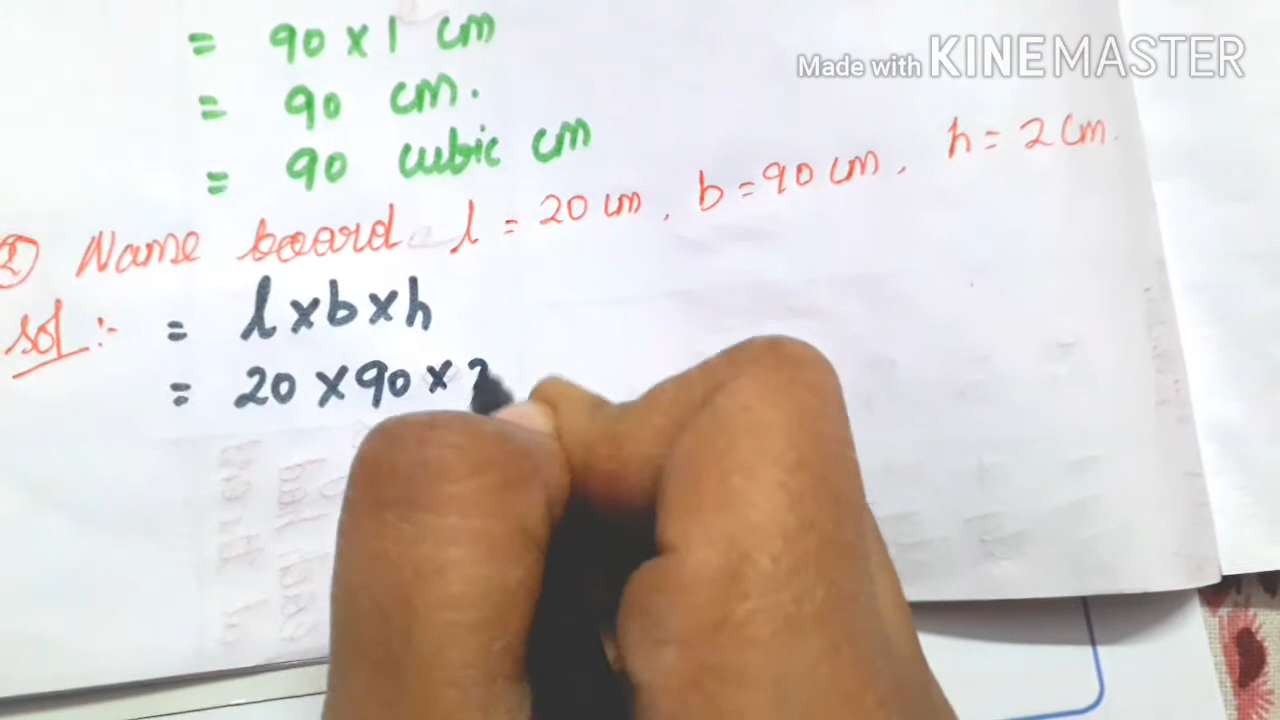 Made with KINEMASTER
= 90 × 1 cm
= 90 cm.
= 90 cubic cm
② Name board l = 20 cm, b = 90 cm, h = 2 cm.
Sol :- = l × b × h
= 20 × 90 × 2